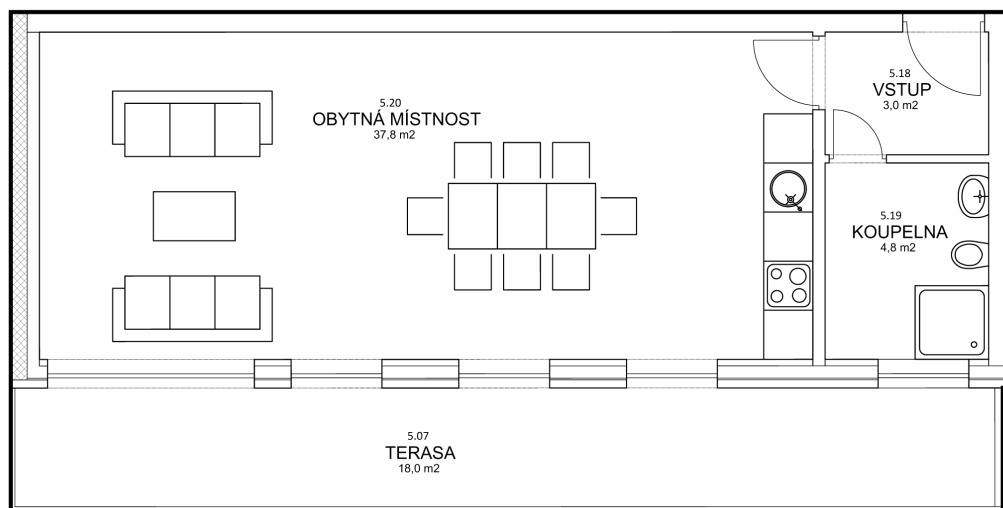 5.20
OBYTNÁ MÍSTNOST
37,8 m2
5.18
VSTUP
3,0 m2
5.19
KOUPELNA
4,8 m2
5.07
TERASA
18,0 m2